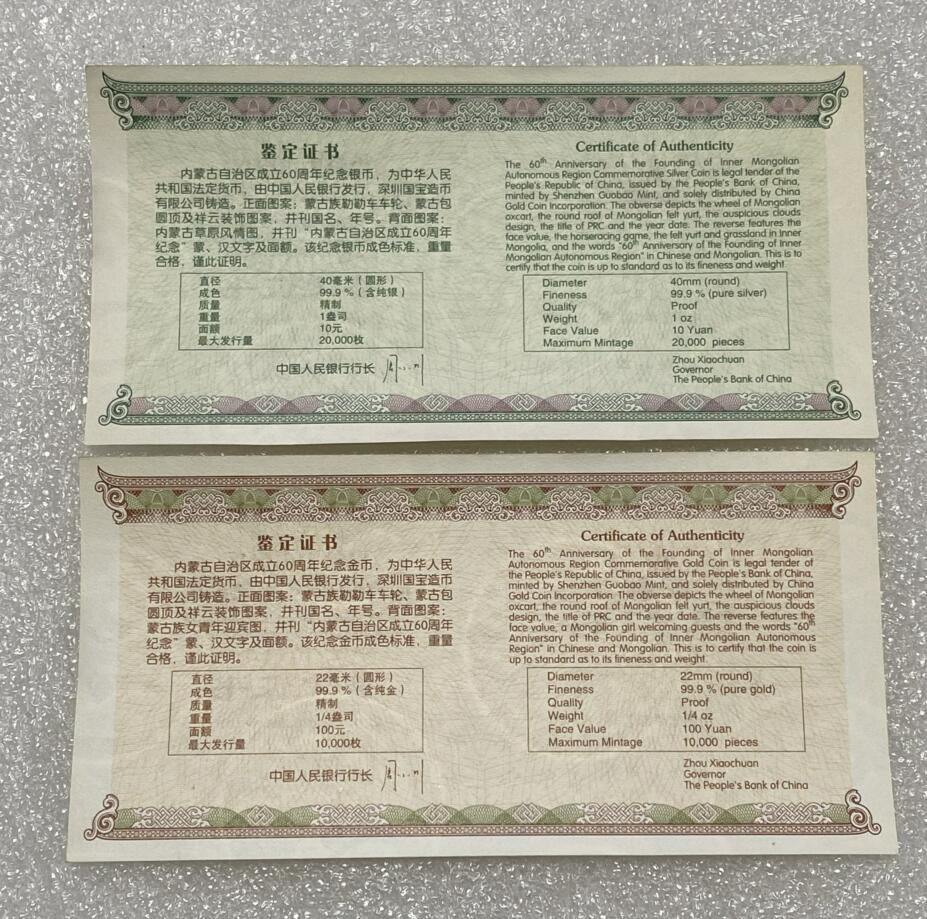 鉴定证书
内蒙古自治区成立60周年纪念银币，为中华人民
共和国法定货币，由中国人民银行发行，深圳国宝造币
有限公司铸造。正面图案：蒙古族勒勒车车轮、蒙古包
圆顶及祥云装饰图案，并刊国名、年号。背面图案：
内蒙古草原风情图，并刊“内蒙古自治区成立60周年
纪念”蒙、汉文字及面额。该纪念银币成色标准，重量
合格，谨此证明。
直径 40毫米（圆形）
成色 99.9％（含纯银）
质量 精制
重量 1盎司
面额 10元
最大发行量 20,000枚
中国人民银行行长
Certificate of Authenticity
The 60th Anniversary of the Founding of Inner Mongolian
Autonomous Region Commemorative Silver Coin is legal tender of the
People's Republic of China, issued by the People's Bank of China,
minted by Shenzhen Guobao Mint, and solely distributed by China
Gold Coin Incorporation. The obverse depicts the wheel of Mongolian
oxcart, the round roof of Mongolian felt yurt, the auspicious clouds
design, the title of PRC and the year date. The reverse features the
face value, the horseracing game, the felt yurt and grassland in Inner
Mongolia, and the words "60th Anniversary of the Founding of Inner
Mongolian Autonomous Region" in Chinese and Mongolian. This is to
certify that the coin is up to standard as to its fineness and weight.
Diameter 40mm (round)
Fineness 99.9 % (pure silver)
Quality Proof
Weight 1 oz
Face Value 10 Yuan
Maximum Mintage 20,000 pieces
Zhou Xiaochuan
Governor
The People's Bank of China
鉴定证书
内蒙古自治区成立60周年纪念金币，为中华人民
共和国法定货币，由中国人民银行发行，深圳国宝造币
有限公司铸造。正面图案：蒙古族勒勒车车轮、蒙古包
圆顶及祥云装饰图案，并刊国名、年号。背面图案：
蒙古族女青年迎宾图，并刊“内蒙古自治区成立60周年
纪念”蒙、汉文字及面额。该纪念金币成色标准，重量
合格，谨此证明。
直径 22毫米（圆形）
成色 99.9％（含纯金）
质量 精制
重量 1/4盎司
面额 100元
最大发行量 10,000枚
中国人民银行行长
Certificate of Authenticity
The 60th Anniversary of the Founding of Inner Mongolian
Autonomous Region Commemorative Gold Coin is legal tender of
the People's Republic of China, issued by the People's Bank of China,
minted by Shenzhen Guobao Mint, and solely distributed by China
Gold Coin Incorporation. The obverse depicts the wheel of Mongolian
oxcart, the round roof of Mongolian felt yurt, the auspicious clouds
design, the title of PRC and the year date. The reverse features the
face value, a Mongolian girl welcoming guests and the words "60th
Anniversary of the Founding of Inner Mongolian Autonomous
Region" in Chinese and Mongolian. This is to certify that the coin is
up to standard as to its fineness and weight.
Diameter 22mm (round)
Fineness 99.9 % (pure gold)
Quality Proof
Weight 1/4 oz
Face Value 100 Yuan
Maximum Mintage 10,000 pieces
Zhou Xiaochuan
Governor
The People's Bank of China